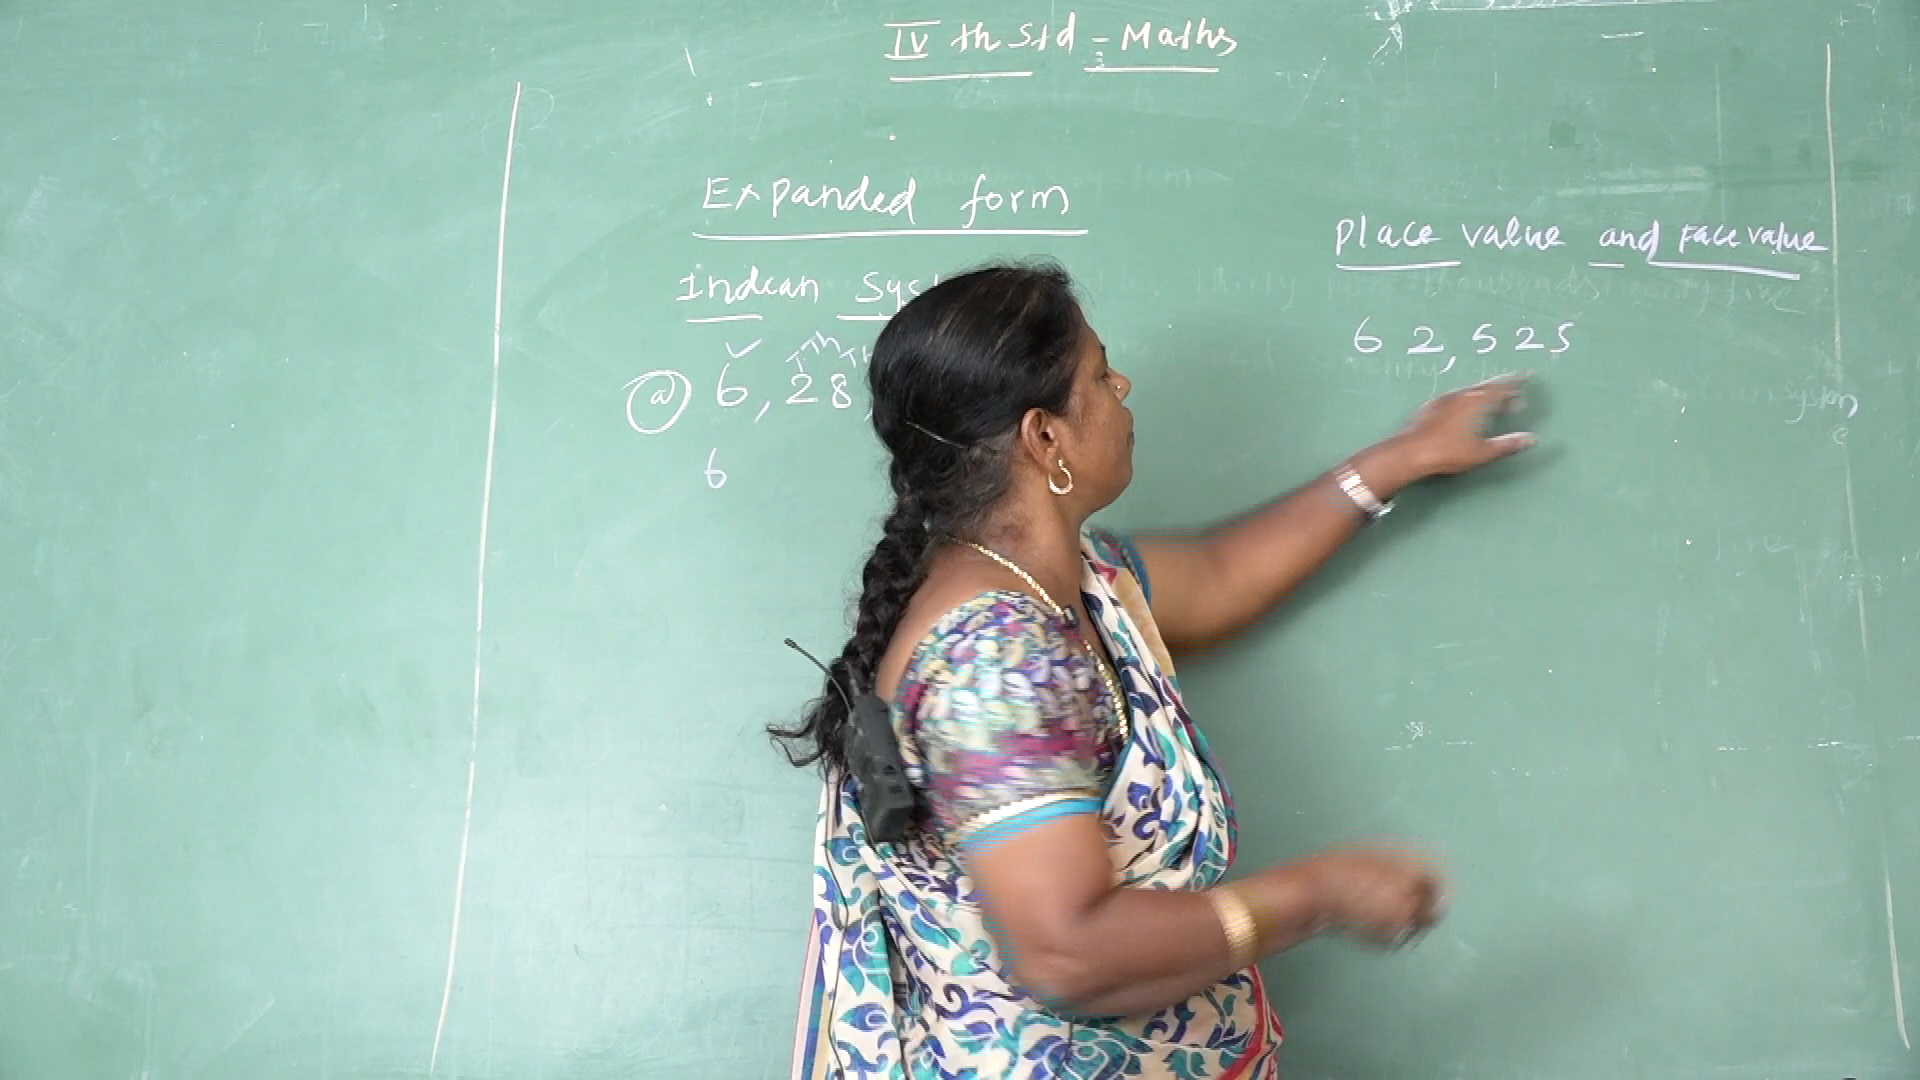 IV th Std - Maths
Expanded form
Indian Sys
TTh Th
a 6, 28,
6
Place value and Face value
62,525